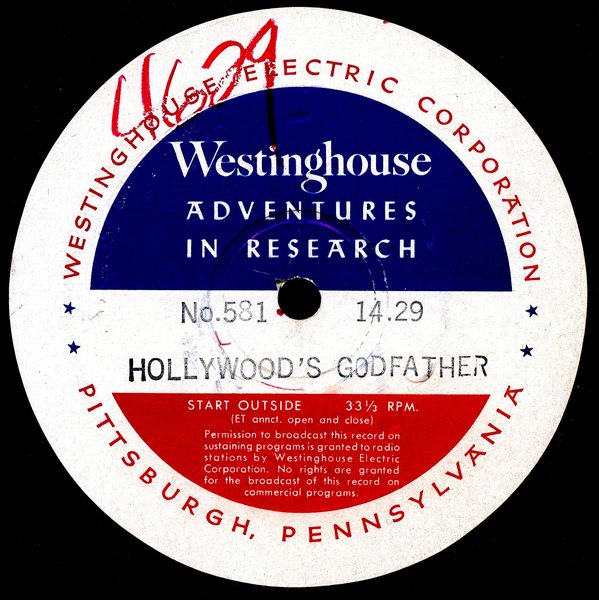 4629
WESTINGHOUSE ELECTRIC CORPORATION
Westinghouse
ADVENTURES
IN RESEARCH
No.581 14.29
HOLLYWOOD'S GODFATHER
START OUTSIDE 33⅓ RPM.
(ET annct. open and close)
Permission to broadcast this record on
sustaining programs is granted to radio
stations by Westinghouse Electric
Corporation. No rights are granted
for the broadcast of this record on
commercial programs.
PITTSBURGH, PENNSYLVANIA